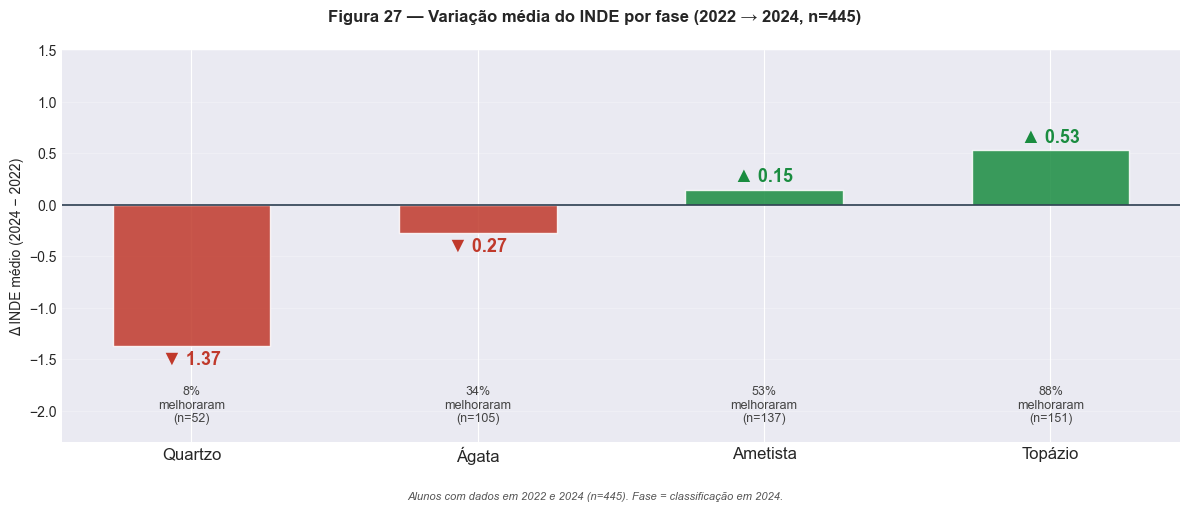 Figura 27 — Variação média do INDE por fase (2022 → 2024, n=445)
Δ INDE médio (2024 − 2022)
1.5
1.0
0.5
0.0
−0.5
−1.0
−1.5
−2.0
▼ 1.37
▼ 0.27
▲ 0.15
▲ 0.53
8%
melhoraram
(n=52)
34%
melhoraram
(n=105)
53%
melhoraram
(n=137)
88%
melhoraram
(n=151)
Quartzo
Ágata
Ametista
Topázio
Alunos com dados em 2022 e 2024 (n=445). Fase = classificação em 2024.